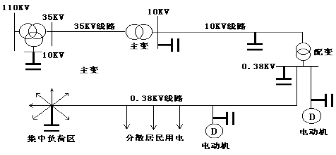 110KV
35KV
35KV线路
10KV
10KV线路
主变
10KV
主变
配变
0.38KV
0.38KV线路
D
电动机
集中负荷区
分散居民用电
D
电动机